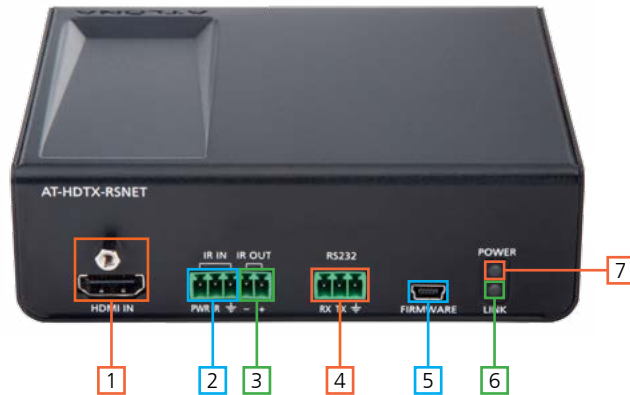 ATLONA
AT-HDTX-RSNET
IR IN IR OUT
RS232
POWER
7
HDMI IN
PWR IR - +
RX TX
FIRMWARE
LINK
1 2 3 4 5 6